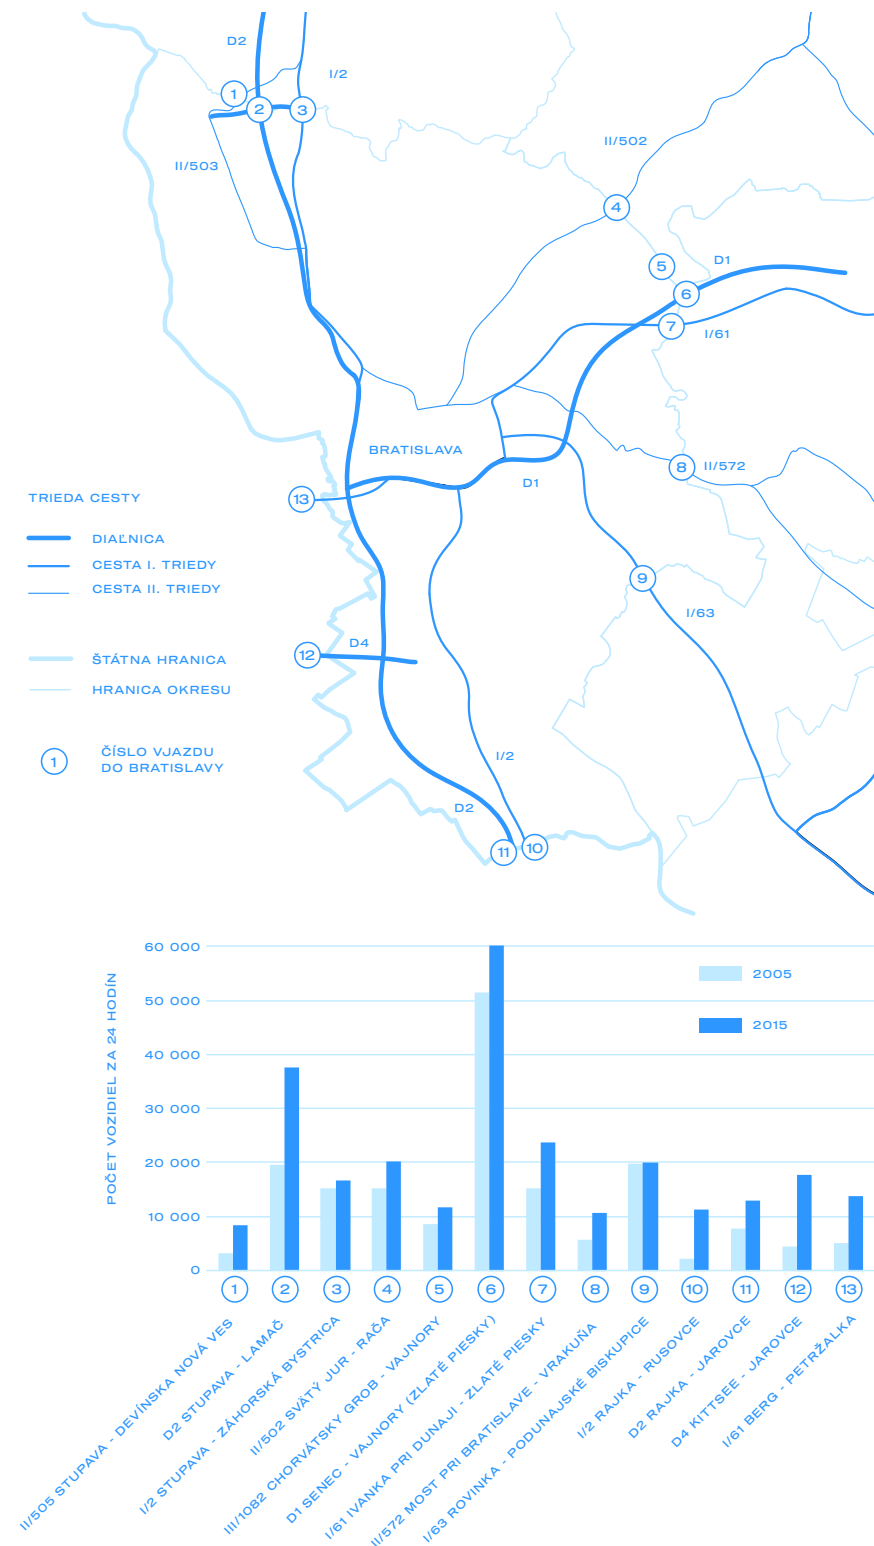 D2
I/2
1
2
3
II/503
II/502
4
5
D1
6
7
I/61
BRATISLAVA
8
II/572
D1
13
TRIEDA CESTY
DIAĽNICA
CESTA I. TRIEDY
CESTA II. TRIEDY
9
I/63
D4
12
ŠTÁTNA HRANICA
HRANICA OKRESU
1
ČÍSLO VJAZDU
DO BRATISLAVY
I/2
D2
11
10
POČET VOZIDIEL ZA 24 HODÍN
60 000
50 000
40 000
30 000
20 000
10 000
0
2005
2015
1
2
3
4
5
6
7
8
9
10
11
12
13
II/505 STUPAVA - DEVÍNSKA NOVÁ VES
D2 STUPAVA - LAMAČ
I/2 STUPAVA - ZÁHORSKÁ BYSTRICA
II/502 SVÄTÝ JUR - RAČA
III/1082 CHORVÁTSKY GROB - VAJNORY
D1 SENEC - VAJNORY (ZLATÉ PIESKY)
I/61 IVANKA PRI DUNAJI - ZLATÉ PIESKY
II/572 MOST PRI BRATISLAVE - VRAKUŇA
I/63 ROVINKA - PODUNAJSKÉ BISKUPICE
I/2 RAJKA - RUSOVCE
D2 RAJKA - JAROVCE
D4 KITTSEE - JAROVCE
I/61 BERG - PETRŽALKA